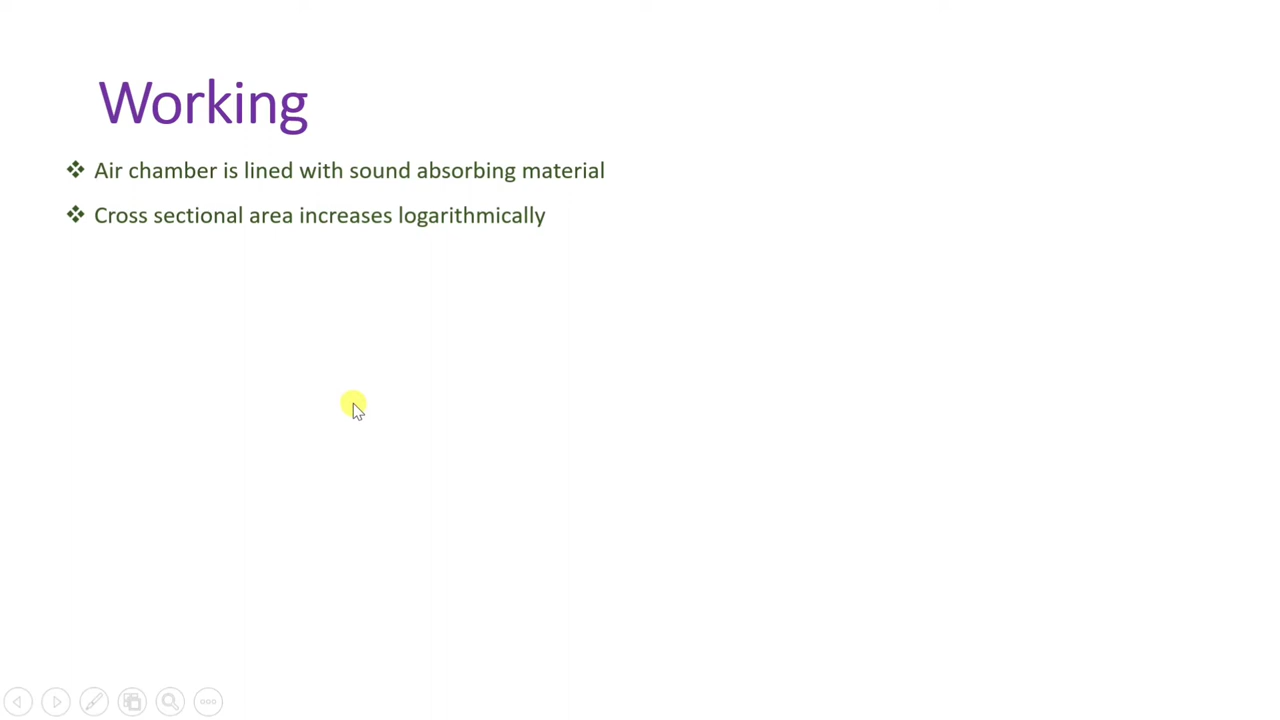 Working
Air chamber is lined with sound absorbing material
Cross sectional area increases logarithmically